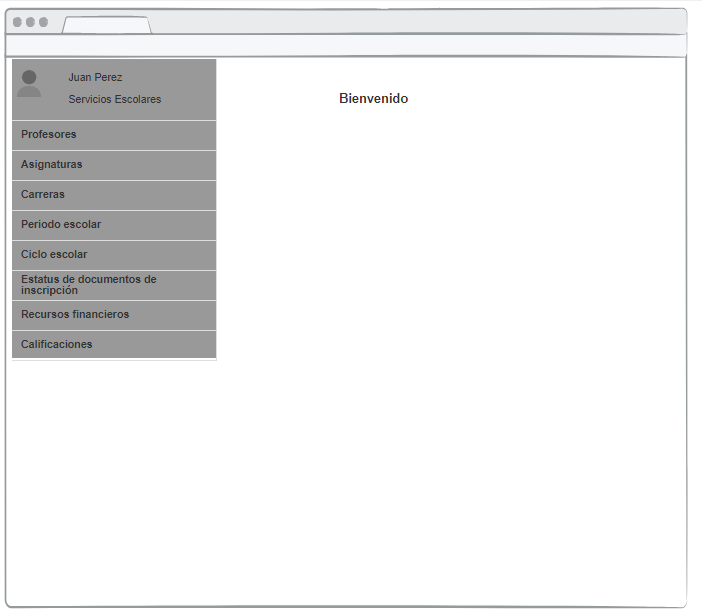 Juan Perez
Servicios Escolares
Bienvenido
Profesores
Asignaturas
Carreras
Periodo escolar
Ciclo escolar
Estatus de documentos de
inscripción
Recursos financieros
Calificaciones